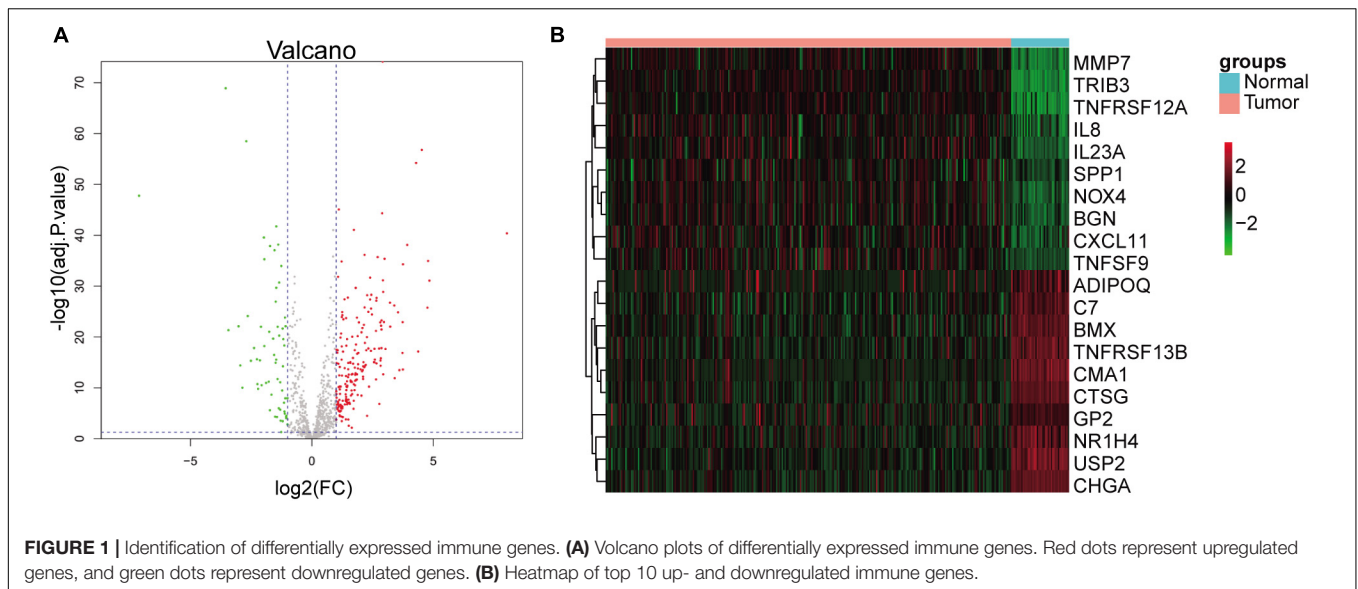 A
Valcano
-log10(adj.P.value)
70
60
50
40
30
20
10
0
−5
0
5
log2(FC)
B
MMP7
TRIB3
TNFRSF12A
IL8
IL23A
SPP1
NOX4
BGN
CXCL11
TNFSF9
ADIPOQ
C7
BMX
TNFRSF13B
CMA1
CTSG
GP2
NR1H4
USP2
CHGA
groups
Normal
Tumor
2
0
−2
FIGURE 1 | Identification of differentially expressed immune genes. (A) Volcano plots of differentially expressed immune genes. Red dots represent upregulated
genes, and green dots represent downregulated genes. (B) Heatmap of top 10 up- and downregulated immune genes.